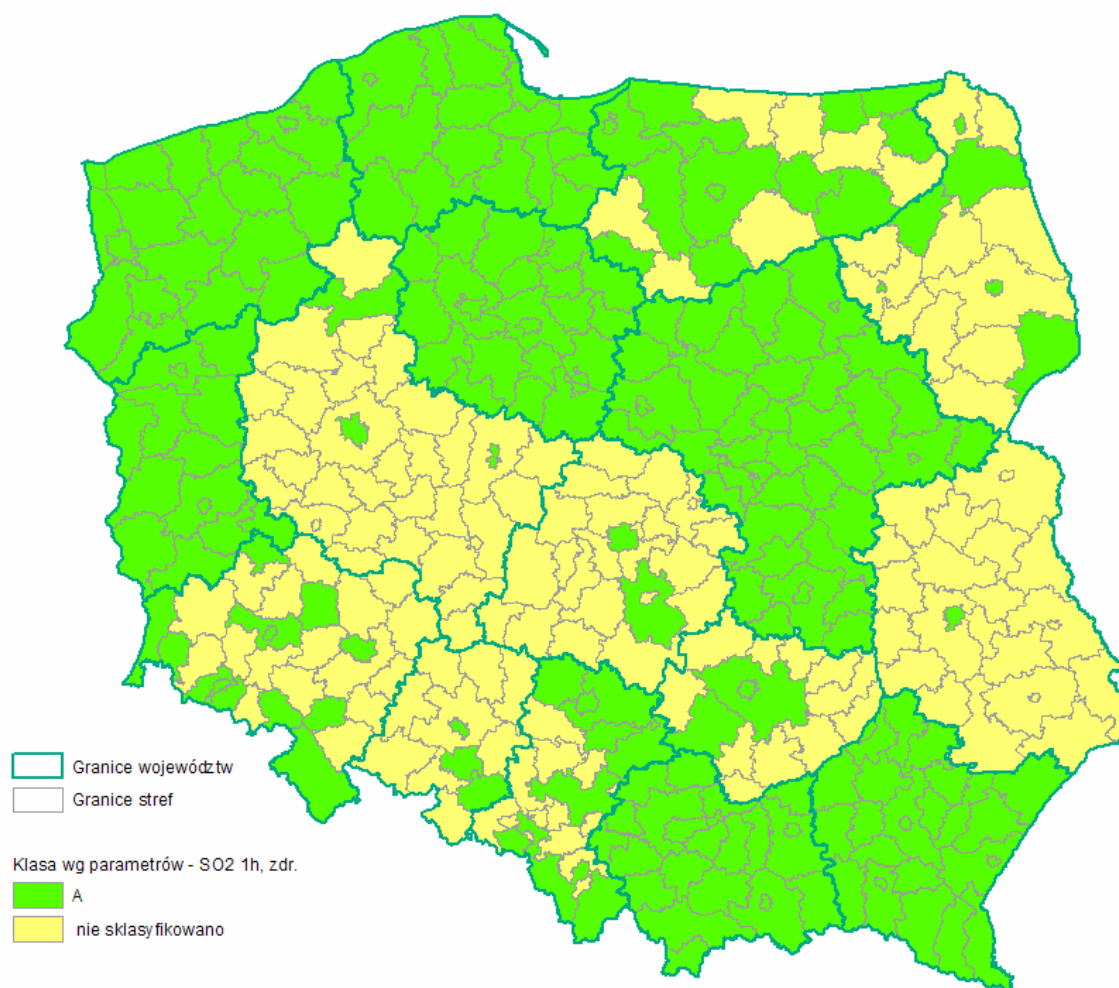 Granice województw
Granice stref
Klasa wg parametrów - SO2 1h, zdr.
A
nie sklasyfikowano